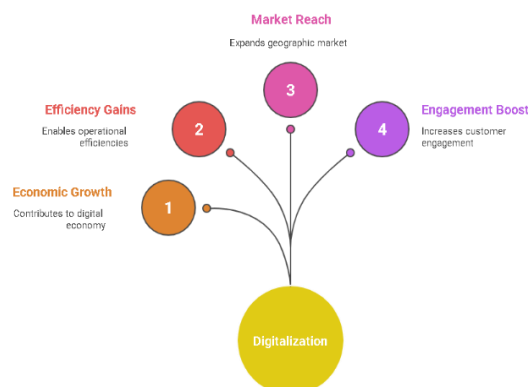 Market Reach
Expands geographic market
3
Efficiency Gains
Enables operational
efficiencies
2
Engagement Boost
Increases customer
engagement
4
Economic Growth
Contributes to digital
economy
1
Digitalization